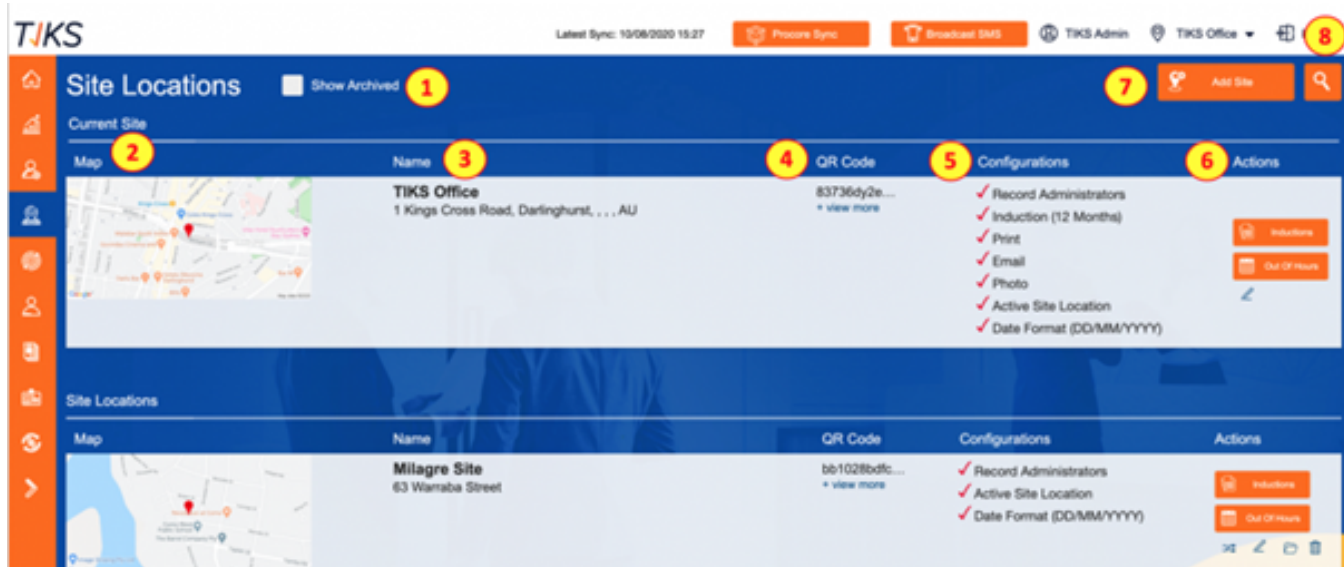 TIKS
Latest Sync: 10/08/2020 15:27
Procore Sync
Broadcast SMS
TIKS Admin
TIKS Office
8
Site Locations
Show Archived
1
7
Add Site
Current Site
Map
2
Name
3
4
QR Code
5
Configurations
6
Actions
TIKS Office
1 Kings Cross Road, Darlinghurst, , , , AU
83736dy2e....
+ view more
Record Administrators
Induction (12 Months)
Print
Email
Photo
Active Site Location
Date Format (DD/MM/YYYY)
Inductions
Out Of Hours
Google
Site Locations
Map
Name
QR Code
Configurations
Actions
Milagre Site
63 Warraba Street
bb1028bdfc...
+ view more
Record Administrators
Active Site Location
Date Format (DD/MM/YYYY)
Inductions
Out Of Hours